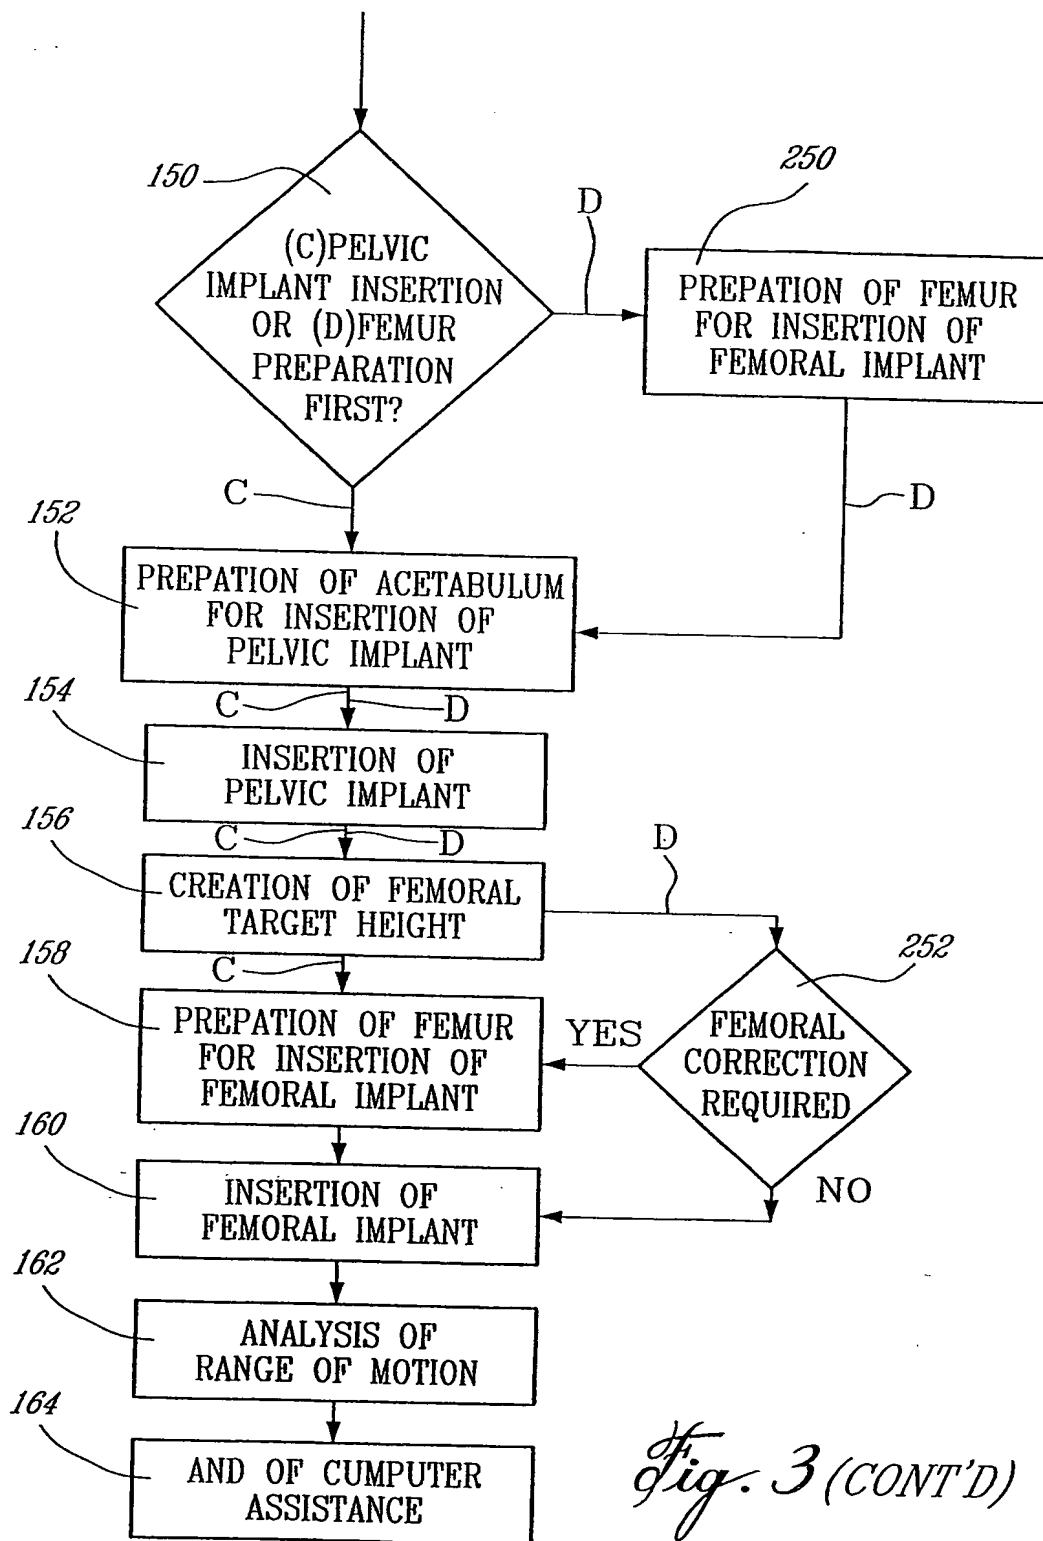 150
(C)PELVIC
IMPLANT INSERTION
OR (D)FEMUR
PREPARATION
FIRST?
D
250
PREPATION OF FEMUR
FOR INSERTION OF
FEMORAL IMPLANT
C
D
152
PREPATION OF ACETABULUM
FOR INSERTION OF
PELVIC IMPLANT
C
D
154
INSERTION OF
PELVIC IMPLANT
C
D
156
CREATION OF FEMORAL
TARGET HEIGHT
D
252
FEMORAL
CORRECTION
REQUIRED
YES
NO
C
158
PREPATION OF FEMUR
FOR INSERTION OF
FEMORAL IMPLANT
160
INSERTION OF
FEMORAL IMPLANT
162
ANALYSIS OF
RANGE OF MOTION
164
AND OF CUMPUTER
ASSISTANCE
Fig. 3 (CONT'D)